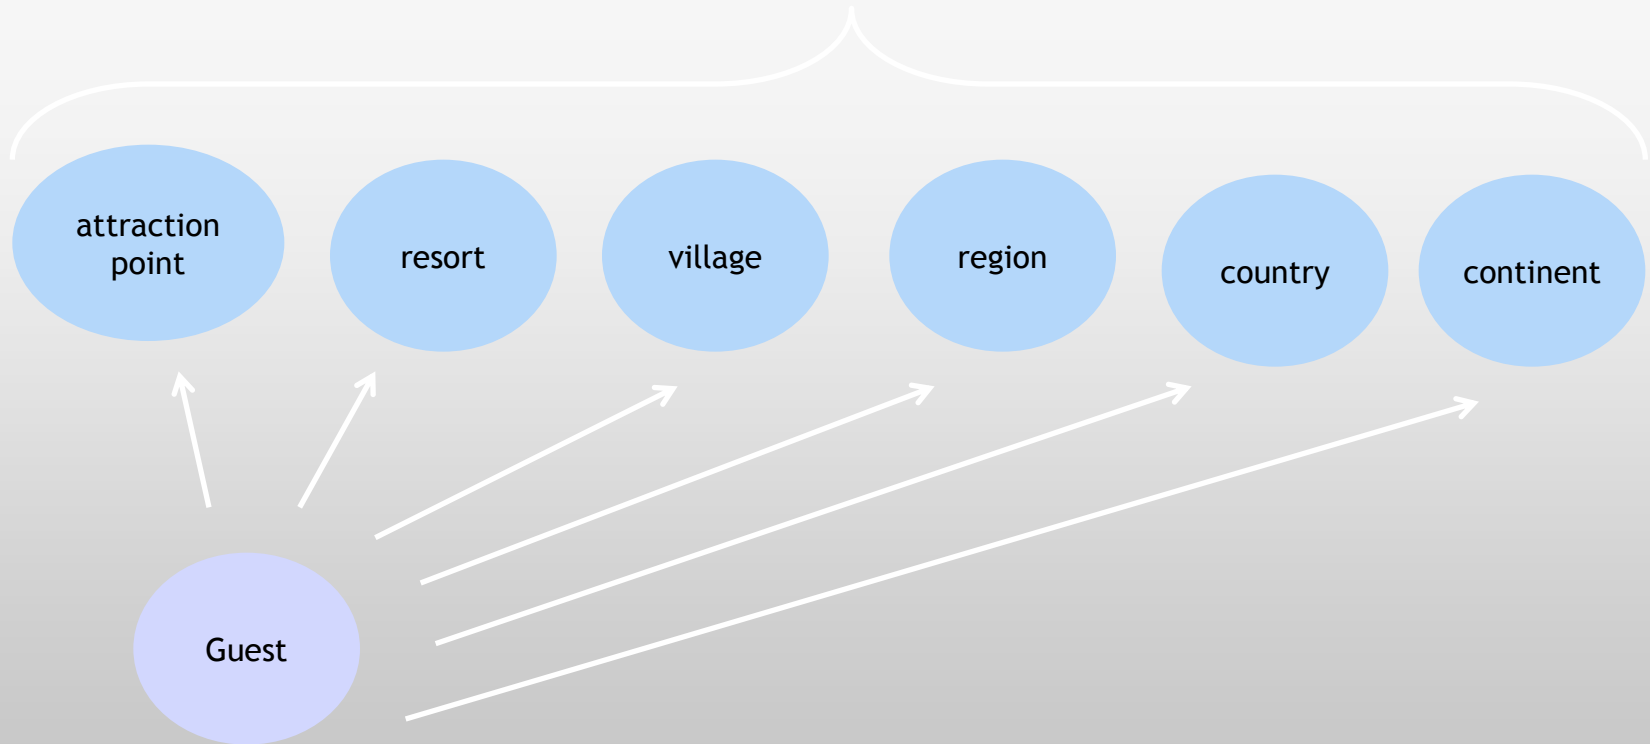 attraction
point
resort
village
region
country
continent
Guest